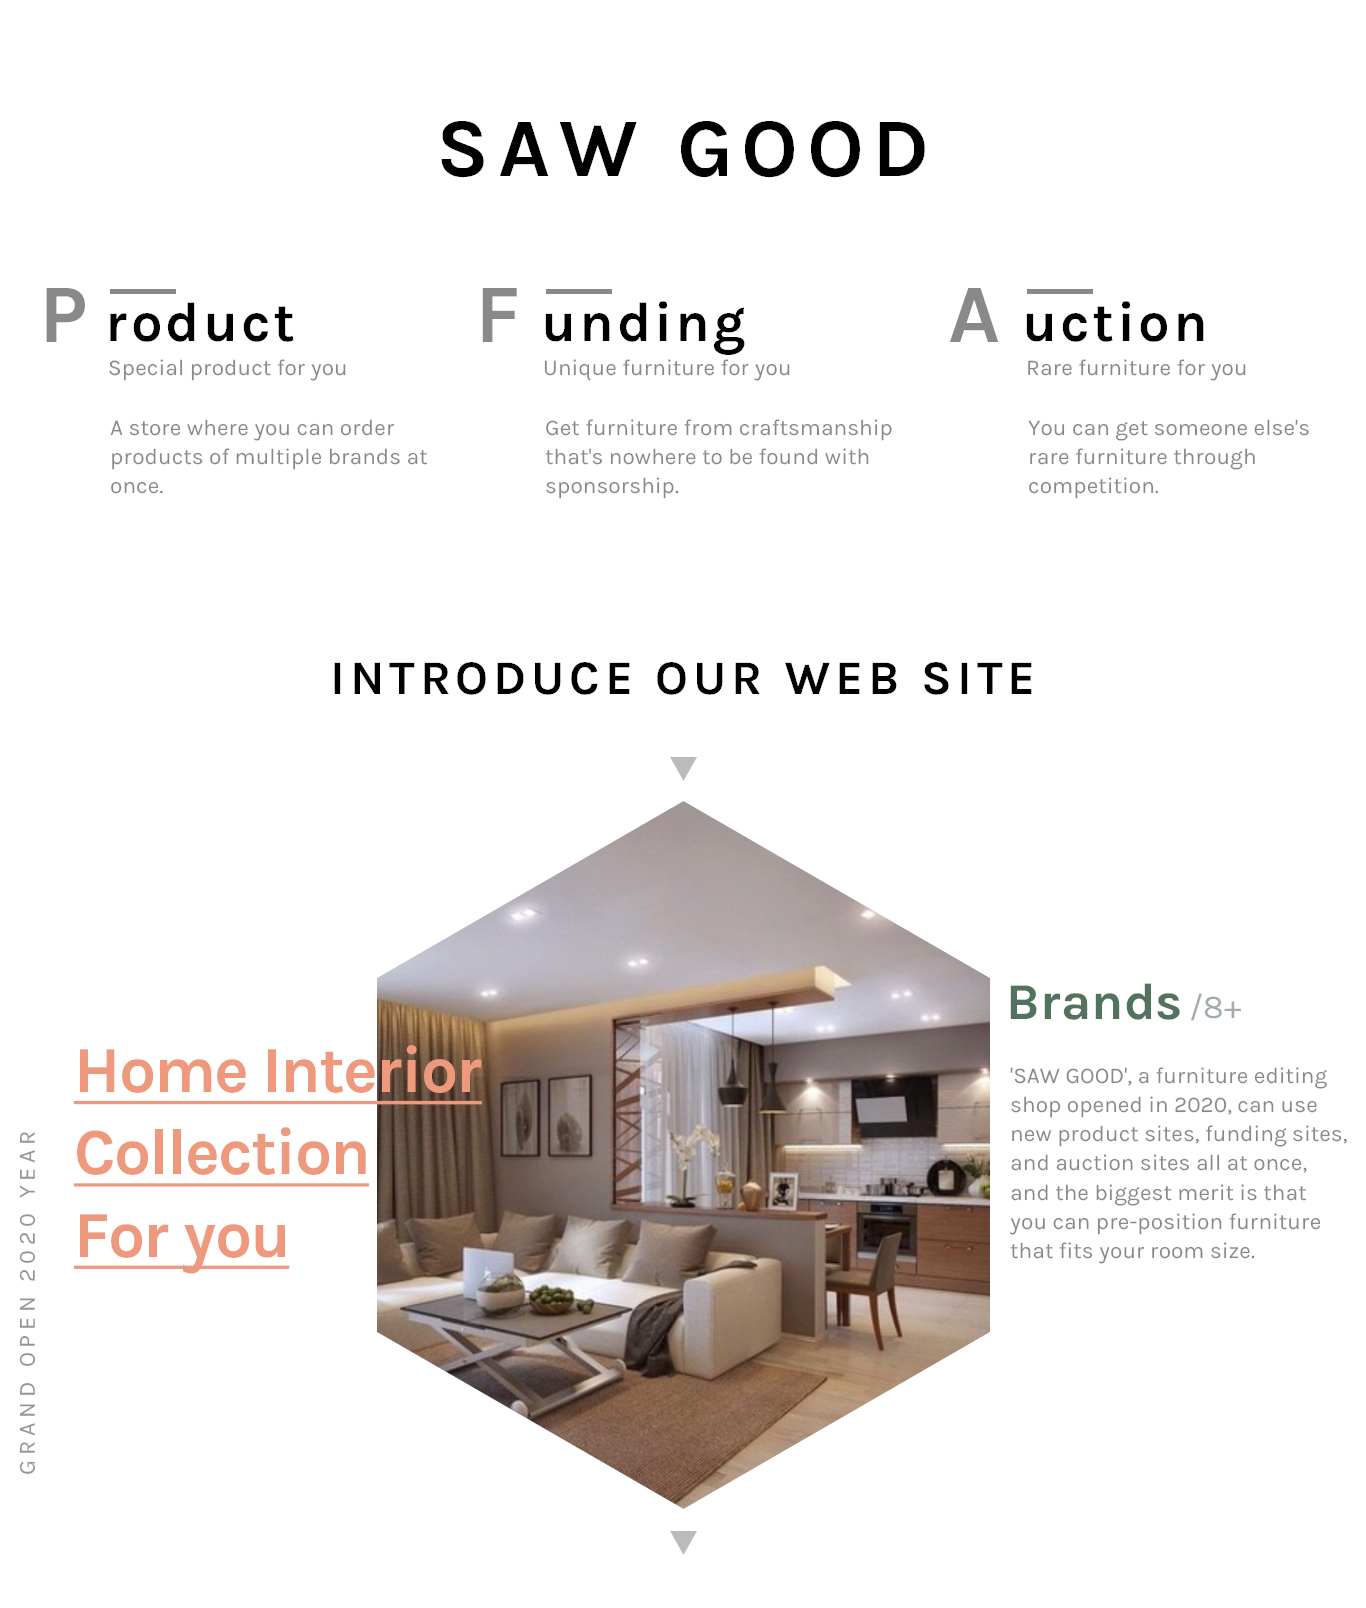 SAW GOOD
Product
Special product for you
A store where you can order
products of multiple brands at
once.
Funding
Unique furniture for you
Get furniture from craftsmanship
that's nowhere to be found with
sponsorship.
Auction
Rare furniture for you
You can get someone else's
rare furniture through
competition.
INTRODUCE OUR WEB SITE
Home Interior
Collection
For you
GRAND OPEN 2020 YEAR
Brands /8+
'SAW GOOD', a furniture editing
shop opened in 2020, can use
new product sites, funding sites,
and auction sites all at once,
and the biggest merit is that
you can pre-position furniture
that fits your room size.